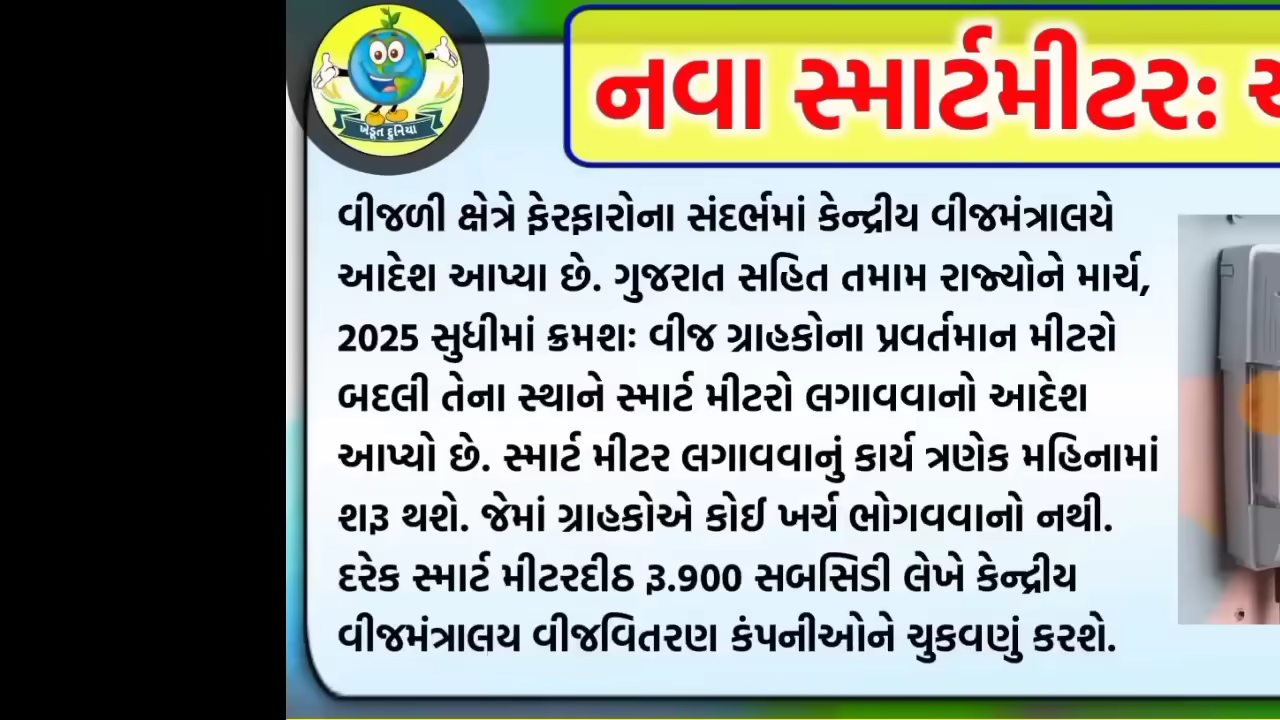 ખેડૂત દુનિયા
નવા સ્માર્ટમીટર:
વીજળી ક્ષેત્રે ફેરફારોના સંદર્ભમાં કેન્દ્રીય વીજમંત્રાલયે
આદેશ આપ્યા છે. ગુજરાત સહિત તમામ રાજ્યોને માર્ચ,
2025 સુધીમાં ક્રમશઃ વીજ ગ્રાહકોના પ્રવર્તમાન મીટરો
બદલી તેના સ્થાને સ્માર્ટ મીટરો લગાવવાનો આદેશ
આપ્યો છે. સ્માર્ટ મીટર લગાવવાનું કાર્ય ત્રણેક મહિનામાં
શરૂ થશે. જેમાં ગ્રાહકોએ કોઈ ખર્ચ ભોગવવાનો નથી.
દરેક સ્માર્ટ મીટરદીઠ રૂ.900 સબસિડી લેખે કેન્દ્રીય
વીજમંત્રાલય વીજવિતરણ કંપનીઓને ચુકવણું કરશે.